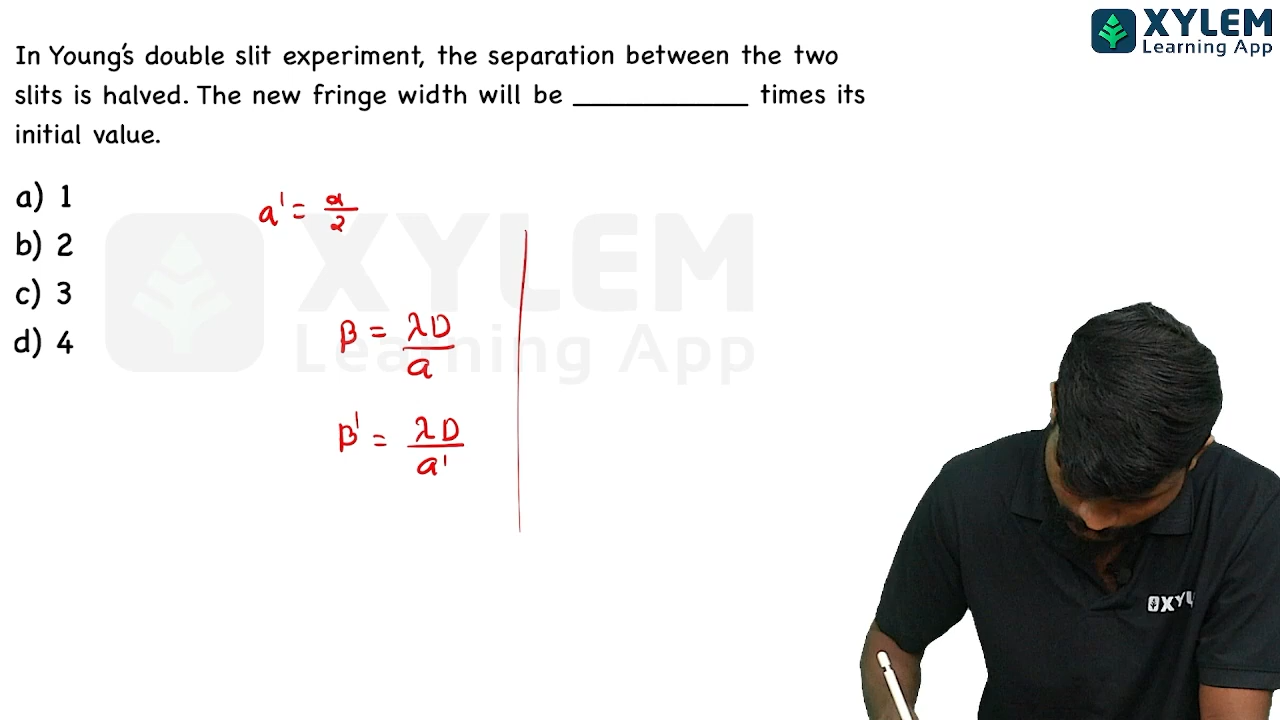 XYLEM
Learning App
In Young's double slit experiment, the separation between the two
slits is halved. The new fringe width will be ____________ times its
initial value.
a) 1
b) 2
c) 3
d) 4
a' = a/2
β = λD/a
β' = λD/a'
XYLEM
Learning App
XYL